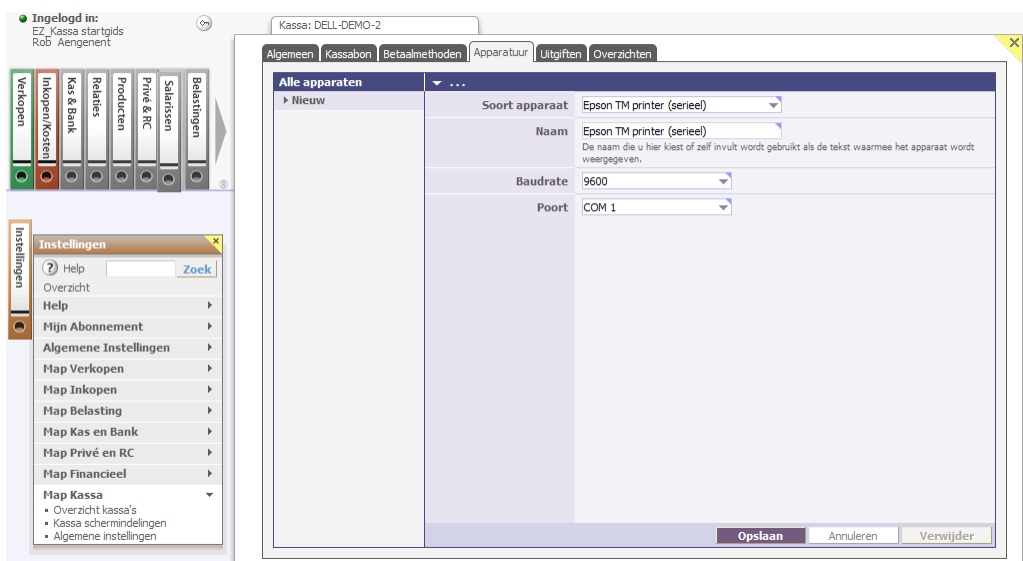 Ingelogd in:
EZ_Kassa startgids
Rob Aengenent
Verkopen
Inkopen/Kosten
Kas & Bank
Relaties
Producten
Privé & RC
Salarissen
Belastingen
®
Instellingen
Instellingen
×
? Help
Zoek
Overzicht
Help
Mijn Abonnement
Algemene Instellingen
Map Verkopen
Map Inkopen
Map Belasting
Map Kas en Bank
Map Privé en RC
Map Financieel
Map Kassa
▪ Overzicht kassa's
▪ Kassa schermindelingen
▪ Algemene instellingen
Kassa: DELL-DEMO-2
×
Algemeen Kassabon Betaalmethoden Apparatuur Uitgiften Overzichten
Alle apparaten
Nieuw
...
Soort apparaat Epson TM printer (serieel)
Naam Epson TM printer (serieel)
De naam die u hier kiest of zelf invult wordt gebruikt als de tekst waarmee het apparaat wordt
weergegeven.
Baudrate 9600
Poort COM 1
Opslaan Annuleren Verwijder